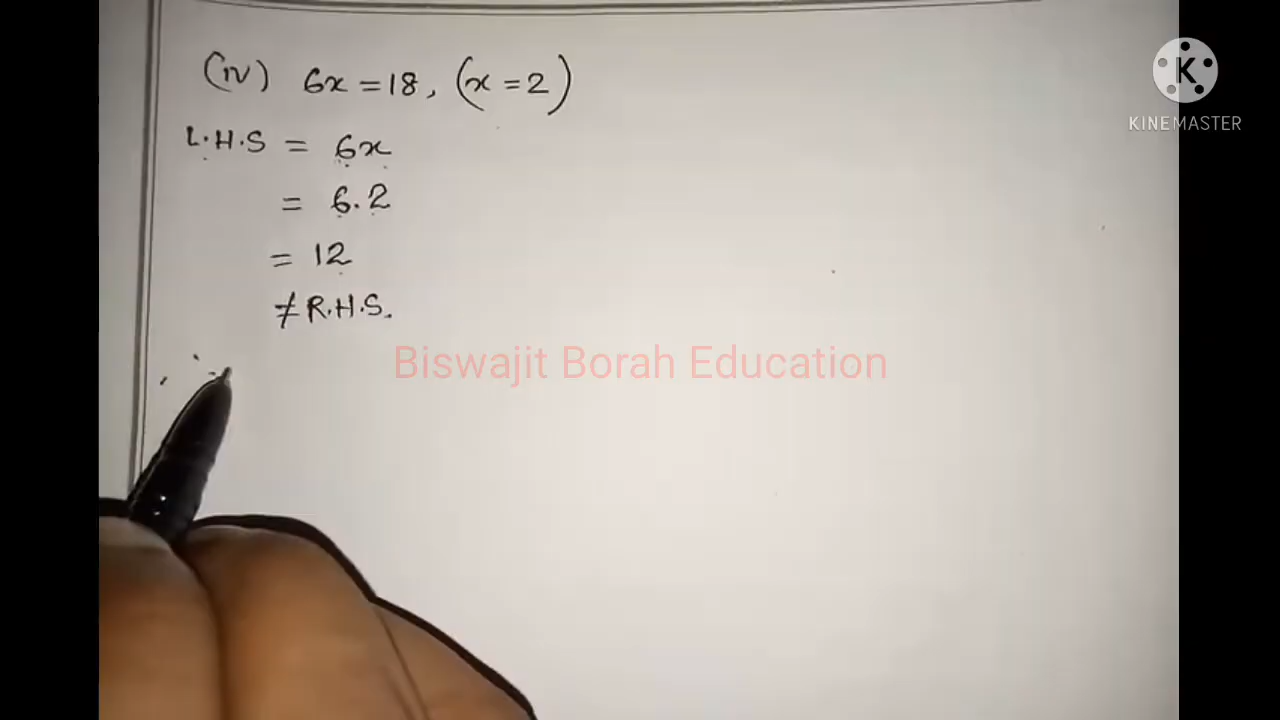 (iv) 6x = 18, (x = 2)
L.H.S = 6x
= 6.2
= 12
≠ R.H.S.
Biswajit Borah Education
K
KINEMASTER